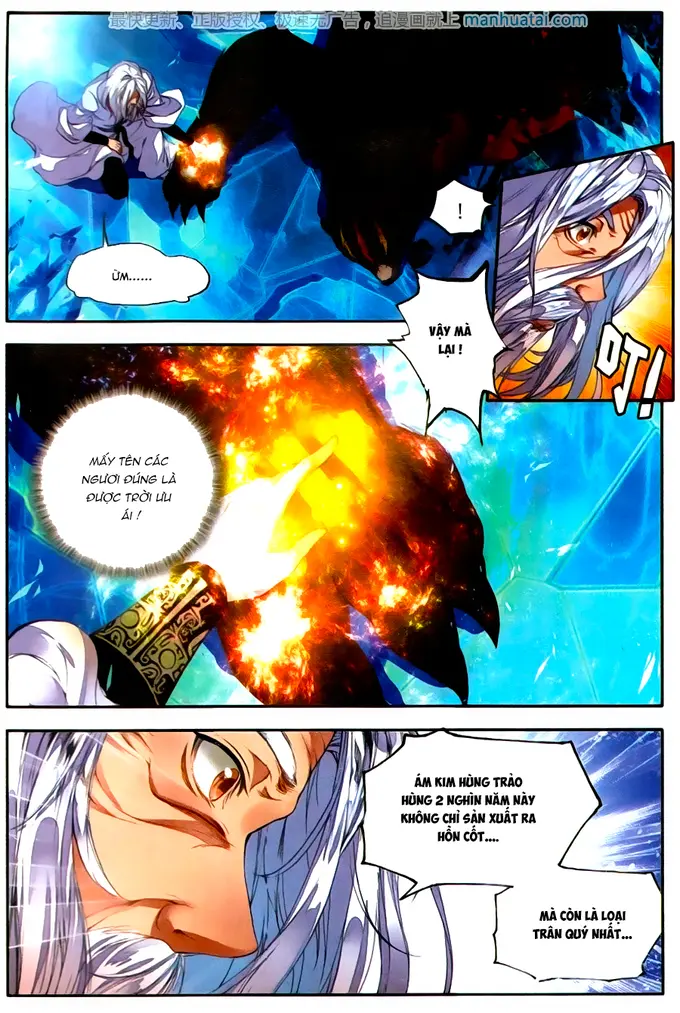 最快更新、正版授权、极速无广告，追漫画就上 manhuatai.com
ỪM......
!
VẬY MÀ
LẠI !
MẤY TÊN CÁC
NGƯƠI ĐÚNG LÀ
ĐƯỢC TRỜI ƯU
ÁI !
ÁM KIM HÙNG TRẢO
HÙNG 2 NGHÌN NĂM NÀY
KHÔNG CHỈ SẢN XUẤT RA
HỒN CỐT....
MÀ CÒN LÀ LOẠI
TRÂN QUÝ NHẤT...